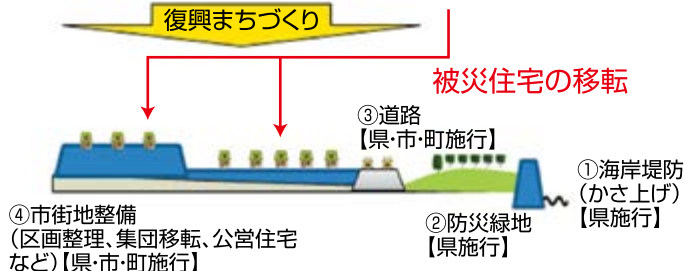 復興まちづくり
被災住宅の移転
③道路
【県・市・町施行】
①海岸堤防
(かさ上げ)
【県施行】
②防災緑地
【県施行】
④市街地整備
(区画整理、集団移転、公営住宅
など)【県・市・町施行】